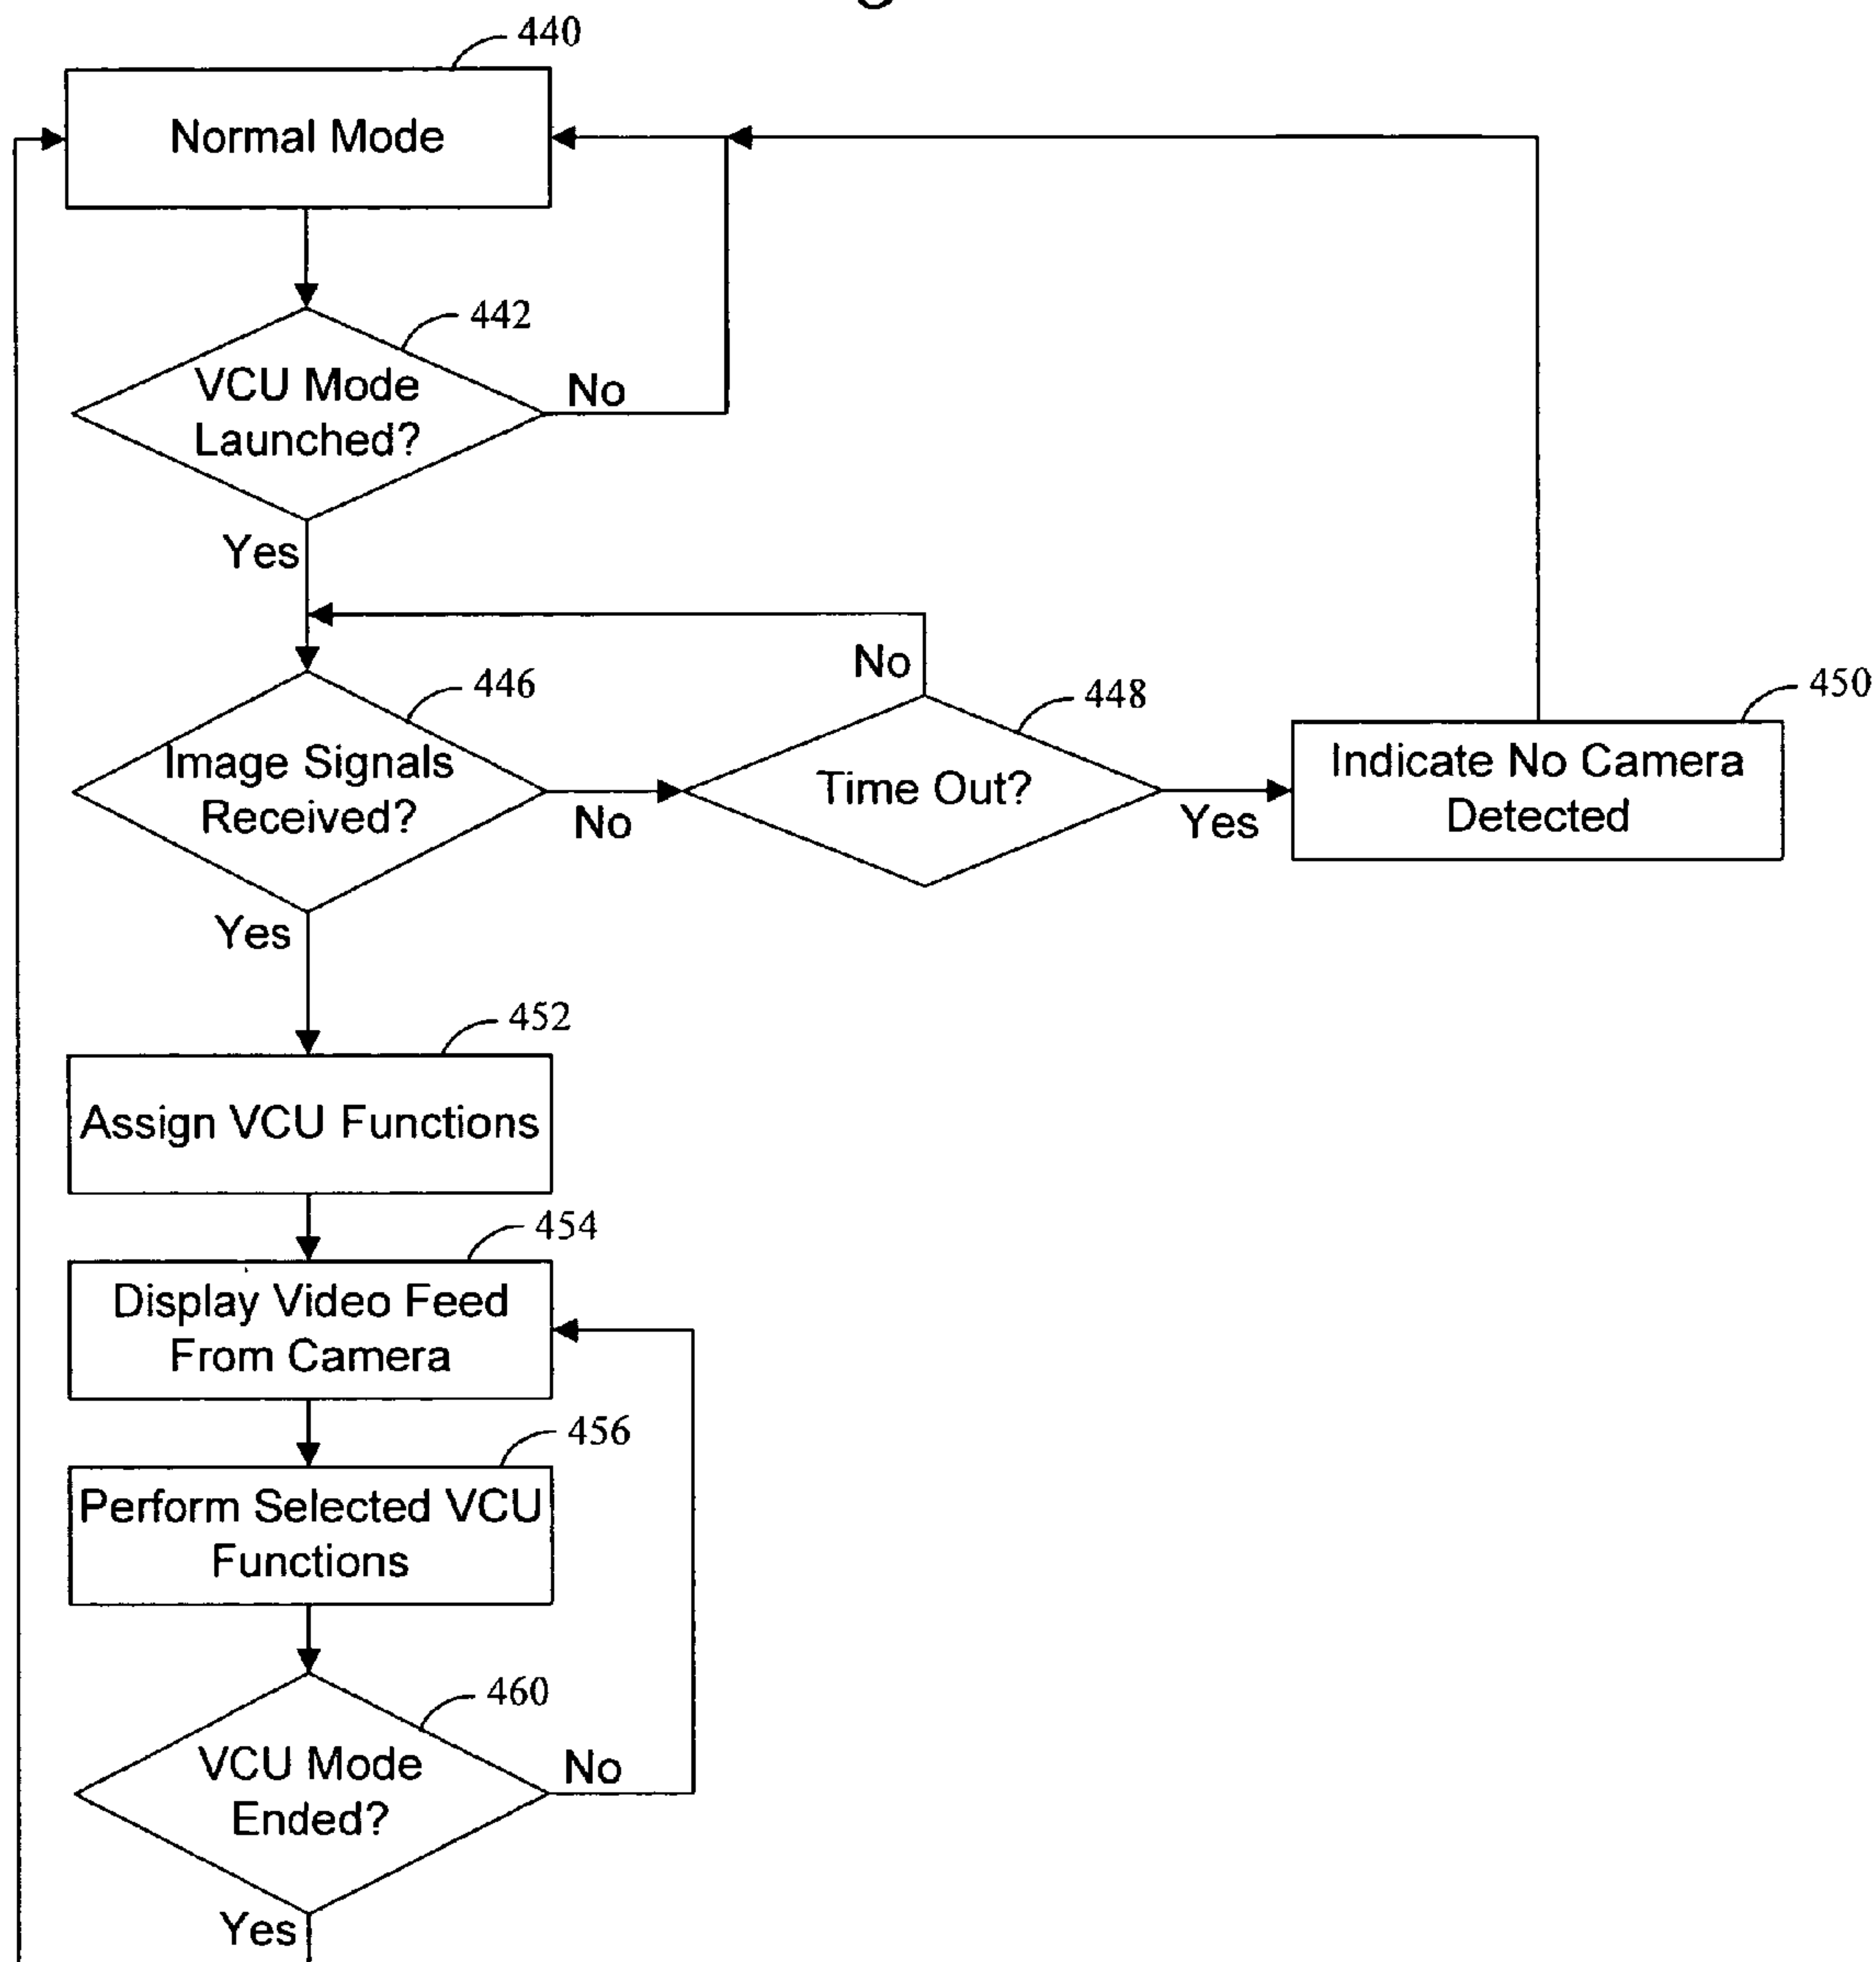 440
Normal Mode
442
VCU Mode
Launched?
No
Yes
No
446
448
450
Image Signals
Received?
No
Time Out?
Yes
Indicate No Camera
Detected
Yes
452
Assign VCU Functions
454
Display Video Feed
From Camera
456
Perform Selected VCU
Functions
460
VCU Mode
Ended?
No
Yes